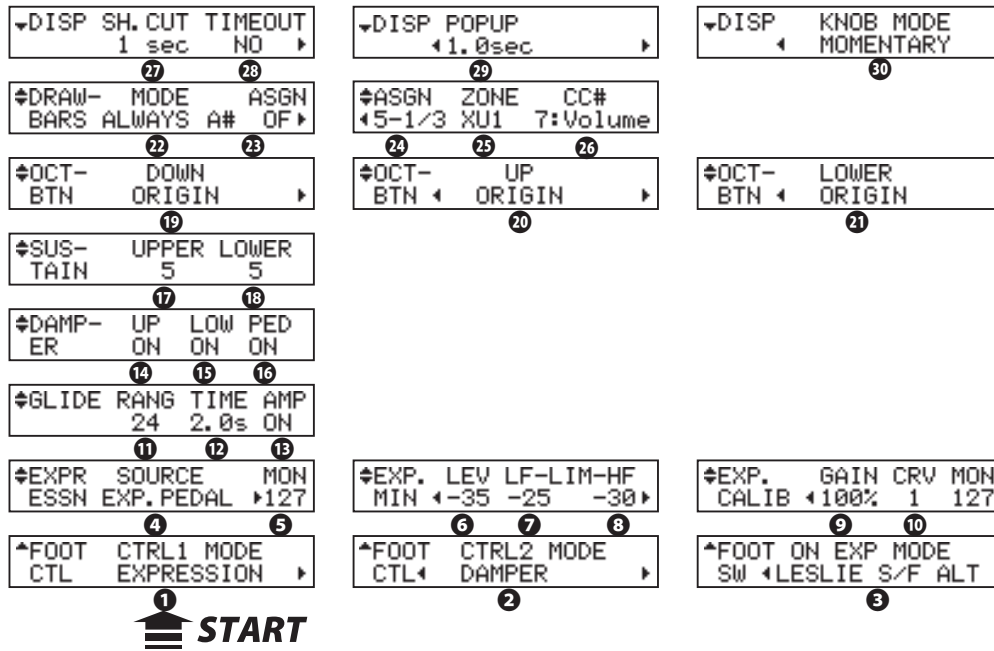 DISP SH.CUT TIMEOUT
1 sec NO
27 28
DISP POPUP
1.0sec
29
DISP KNOB MODE
MOMENTARY
30
DRAW- MODE ASGN
BARS ALWAYS A# OF
22 23
ASGN ZONE CC#
5-1/3 XU1 7:Volume
24 25 26
OCT- DOWN
BTN ORIGIN
19
OCT- UP
BTN ORIGIN
20
OCT- LOWER
BTN ORIGIN
21
SUS- UPPER LOWER
TAIN 5 5
17 18
DAMP- UP LOW PED
ER ON ON ON
14 15 16
GLIDE RANG TIME AMP
24 2.0s ON
11 12 13
EXPR SOURCE MON
ESSN EXP.PEDAL 127
4 5
EXP. LEV LF-LIM-HF
MIN -35 -25 -30
6 7 8
EXP. GAIN CRV MON
CALIB 100% 1 127
9 10
FOOT CTRL1 MODE
CTL EXPRESSION
1
FOOT CTRL2 MODE
CTL DAMPER
2
FOOT ON EXP MODE
SW LESLIE S/F ALT
3
START